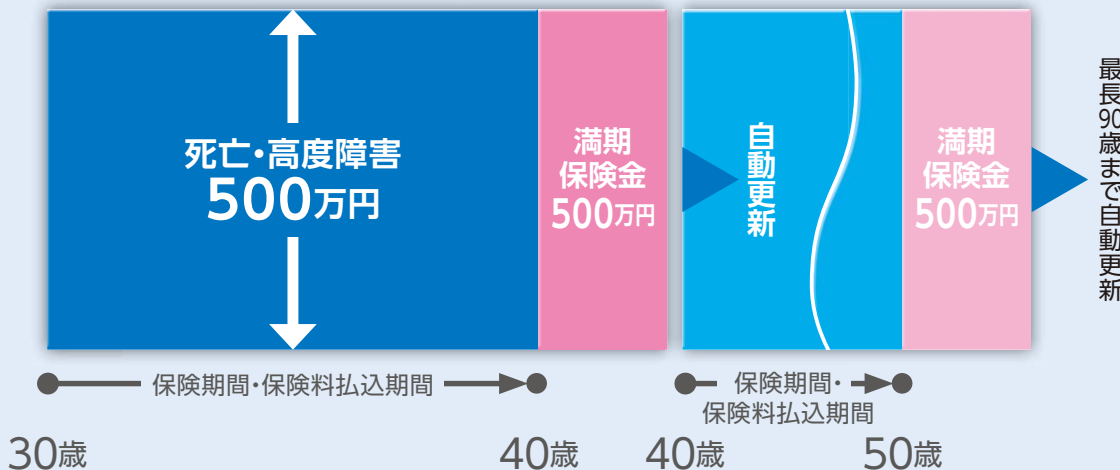 死亡・高度障害
500万円
満期
保険金
500万円
自動更新
満期
保険金
500万円
最長90歳まで自動更新
保険期間・保険料払込期間
保険期間・
保険料払込期間
30歳
40歳
40歳
50歳